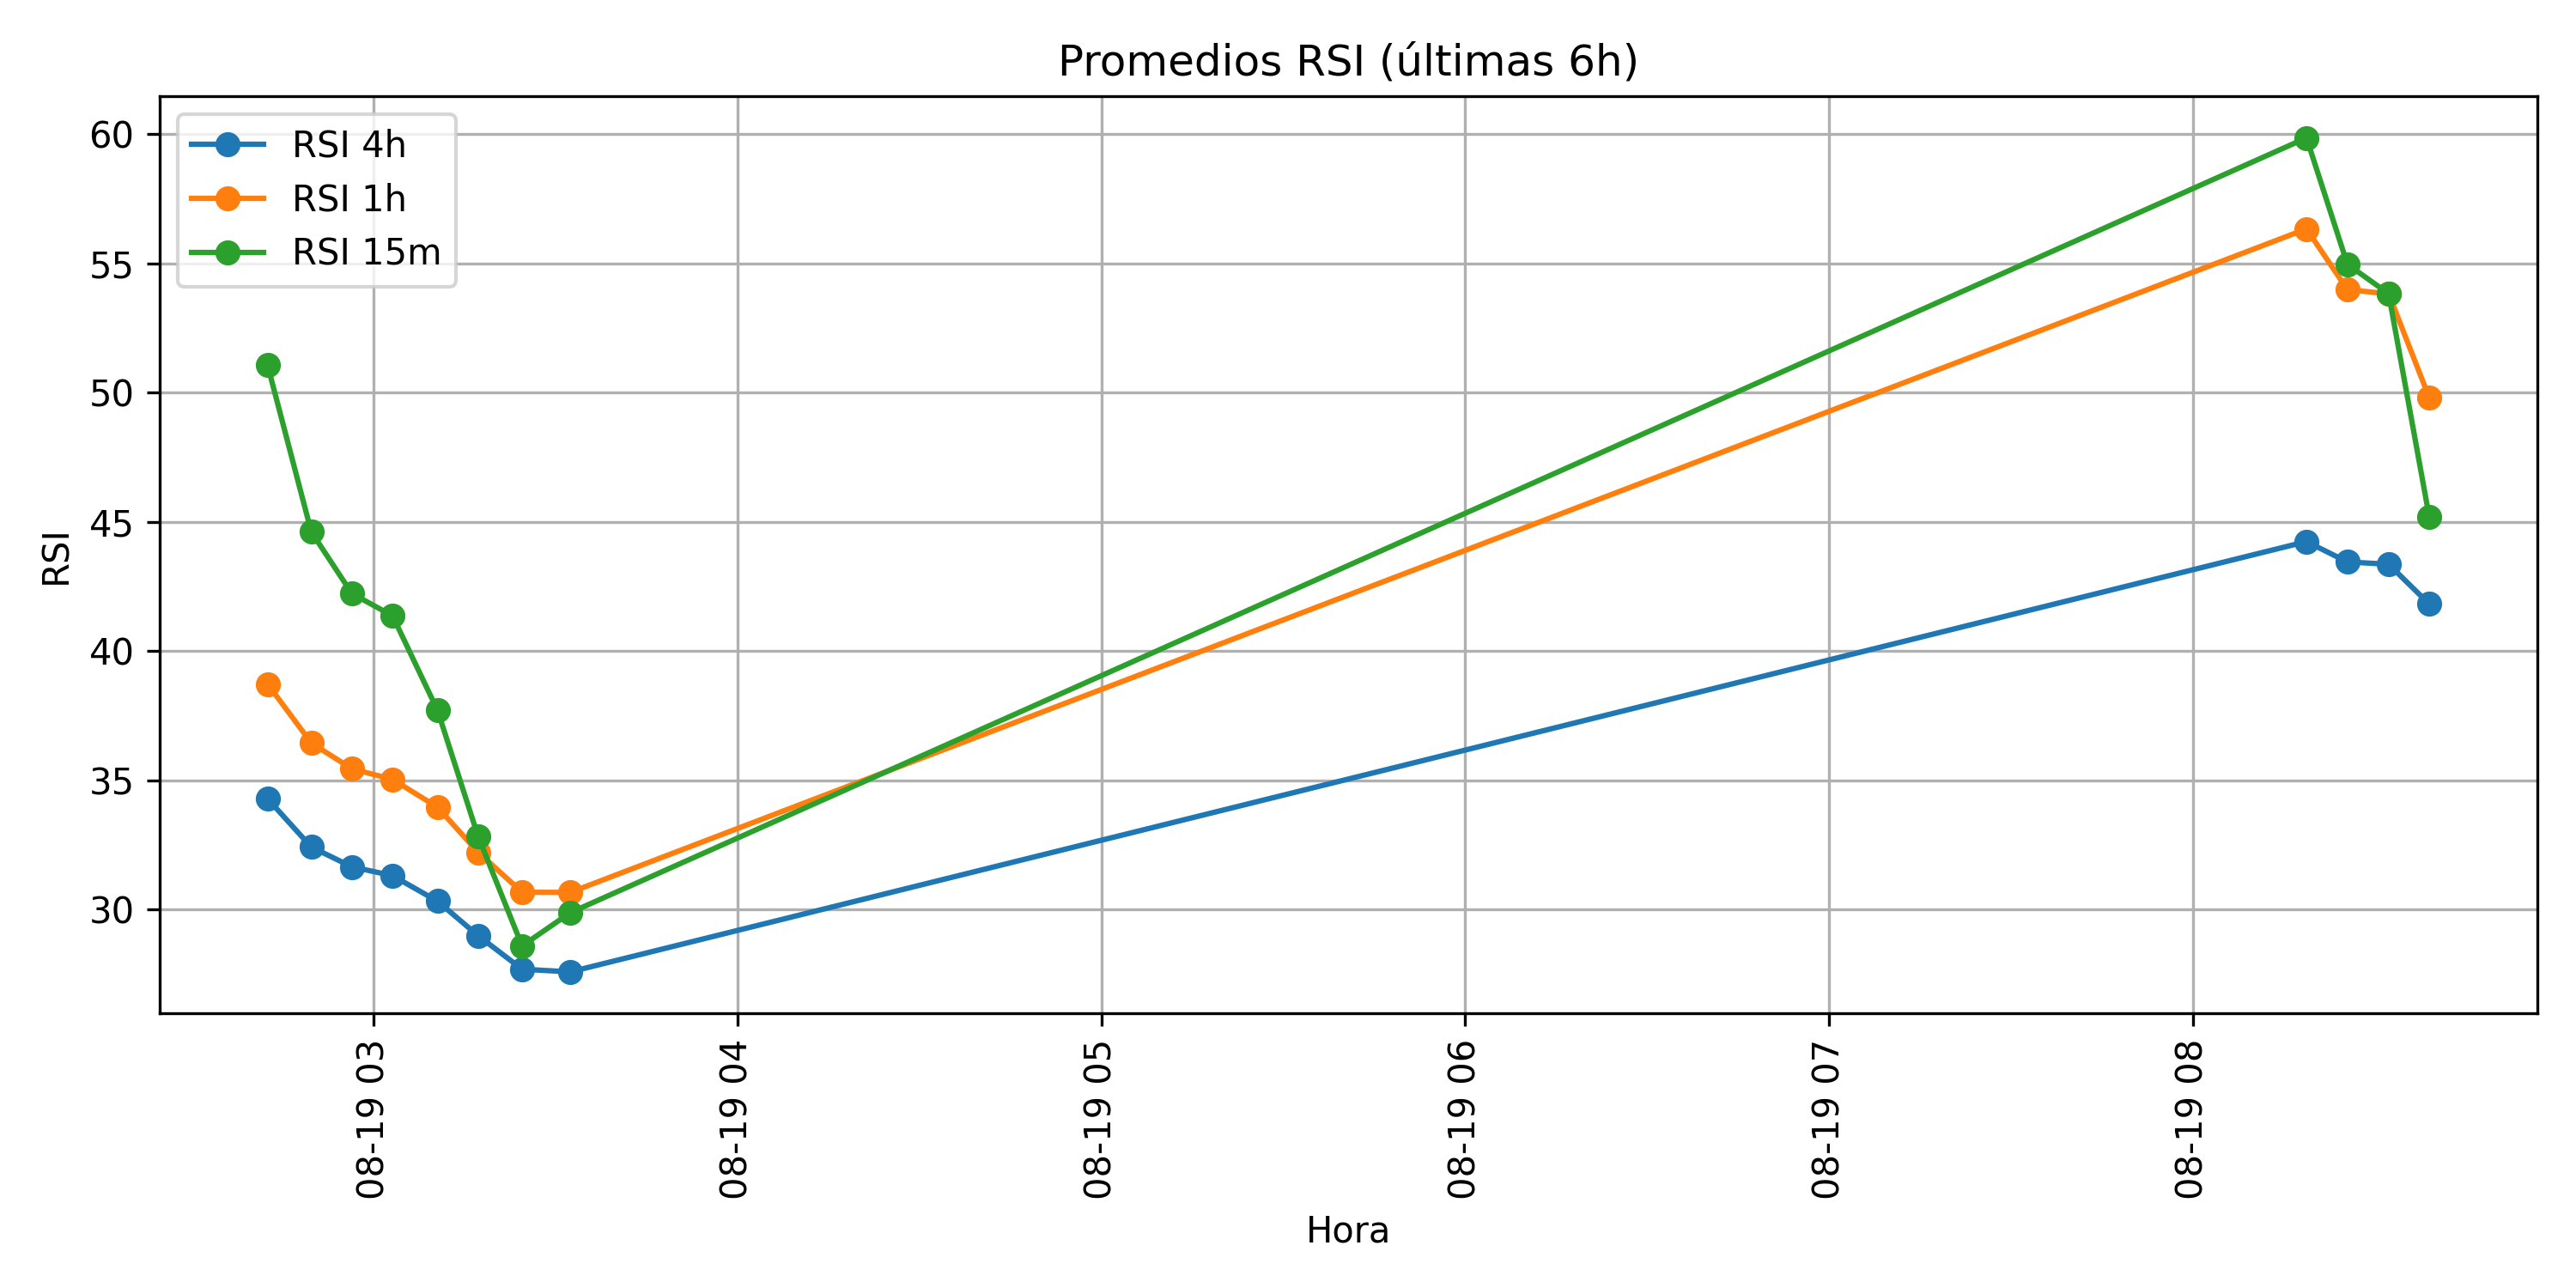 Promedios RSI (últimas 6h)
RSI 4h
RSI 1h
RSI 15m
60
55
50
45
40
35
30
RSI
08-19 03
08-19 04
08-19 05
08-19 06
08-19 07
08-19 08
Hora